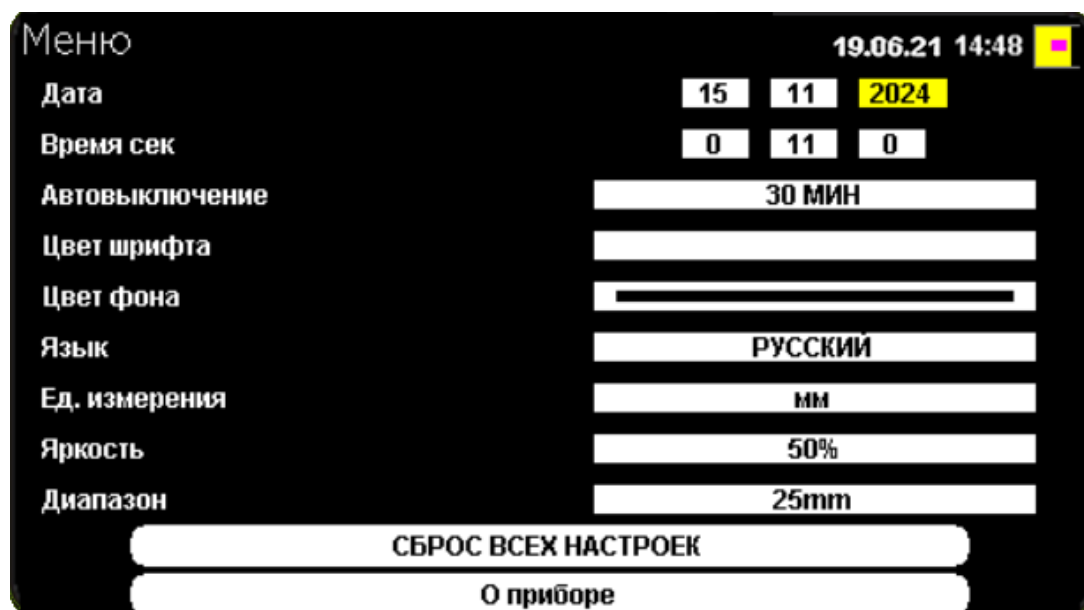 Меню 19.06.21 14:48
Дата 15 11 2024
Время сек 0 11 0
Автовыключение 30 МИН
Цвет шрифта
Цвет фона
Язык РУССКИЙ
Ед. измерения мм
Яркость 50%
Диапазон 25mm
СБРОС ВСЕХ НАСТРОЕК
О приборе